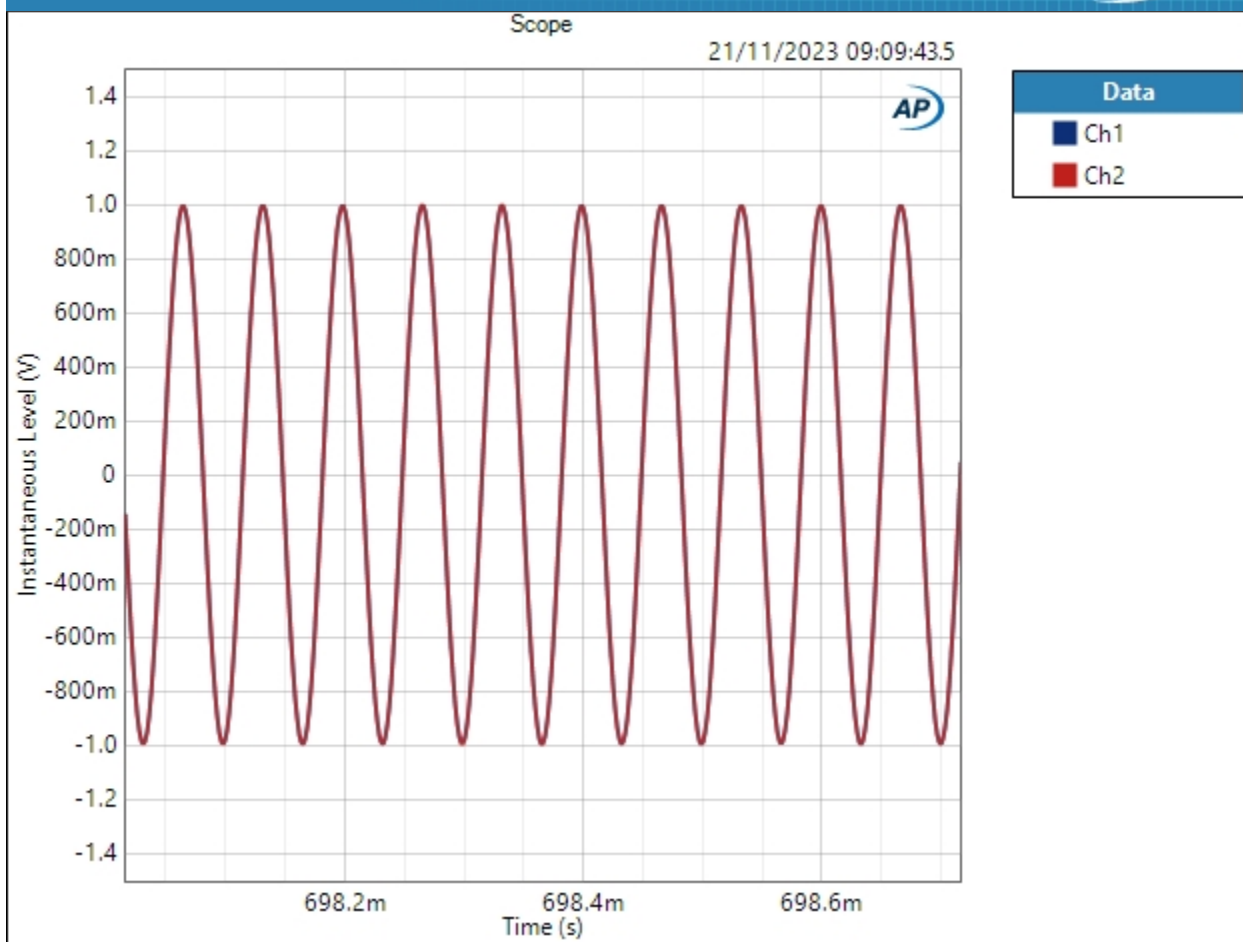 Scope
21/11/2023 09:09:43.5
AP
Data
Ch1
Ch2
Instantaneous Level (V)
1.4
1.2
1.0
800m
600m
400m
200m
0
-200m
-400m
-600m
-800m
-1.0
-1.2
-1.4
698.2m 698.4m 698.6m
Time (s)